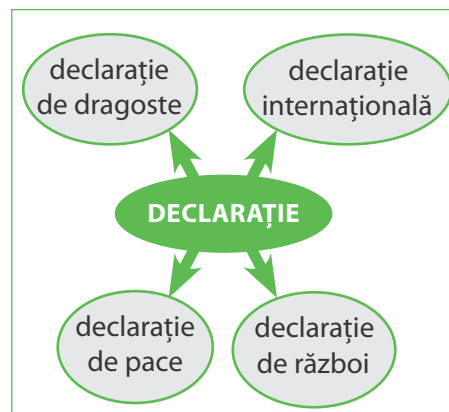 declarație
de dragoste
declarație
internațională
DECLARAȚIE
declarație
de pace
declarație
de război